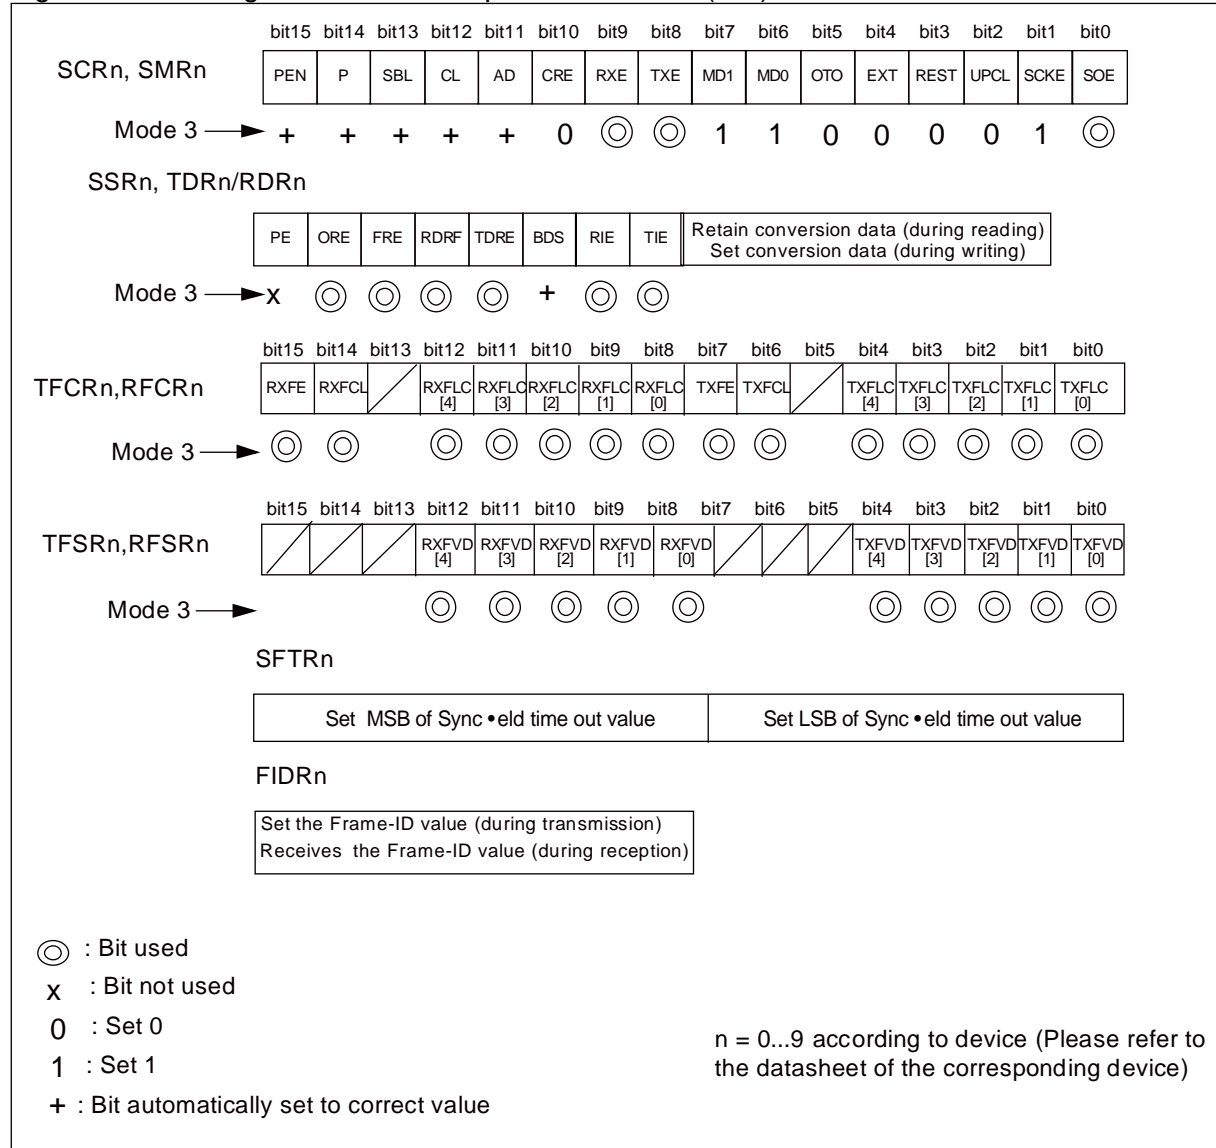 bit15 bit14 bit13 bit12 bit11 bit10 bit9 bit8 bit7 bit6 bit5 bit4 bit3 bit2 bit1 bit0
SCRn, SMRn PEN P SBL CL AD CRE RXE TXE MD1 MD0 OTO EXT REST UPCL SCKE SOE
Mode 3 + + + + + 0 ◎ ◎ 1 1 0 0 0 0 1 ◎
SSRn, TDRn/RDRn
PE ORE FRE RDRF TDRE BDS RIE TIE Retain conversion data (during reading)
Set conversion data (during writing)
Mode 3 x ◎ ◎ ◎ ◎ + ◎ ◎
bit15 bit14 bit13 bit12 bit11 bit10 bit9 bit8 bit7 bit6 bit5 bit4 bit3 bit2 bit1 bit0
TFCRn,RFCRn RXFE RXFCL RXFLC [4] RXFLC [3] RXFLC [2] RXFLC [1] RXFLC [0] TXFE TXFCL TXFLC [4] TXFLC [3] TXFLC [2] TXFLC [1] TXFLC [0]
Mode 3 ◎ ◎ ◎ ◎ ◎ ◎ ◎ ◎ ◎ ◎ ◎ ◎ ◎ ◎
bit15 bit14 bit13 bit12 bit11 bit10 bit9 bit8 bit7 bit6 bit5 bit4 bit3 bit2 bit1 bit0
TFSRn,RFSRn RXFVD [4] RXFVD [3] RXFVD [2] RXFVD [1] RXFVD [0] TXFVD [4] TXFVD [3] TXFVD [2] TXFVD [1] TXFVD [0]
Mode 3 ◎ ◎ ◎ ◎ ◎ ◎ ◎ ◎ ◎ ◎
SFTRn
Set MSB of Sync •eld time out value Set LSB of Sync •eld time out value
FIDRn
Set the Frame-ID value (during transmission)
Receives the Frame-ID value (during reception)
◎ : Bit used
x : Bit not used
0 : Set 0
1 : Set 1
+ : Bit automatically set to correct value
n = 0...9 according to device (Please refer to
the datasheet of the corresponding device)